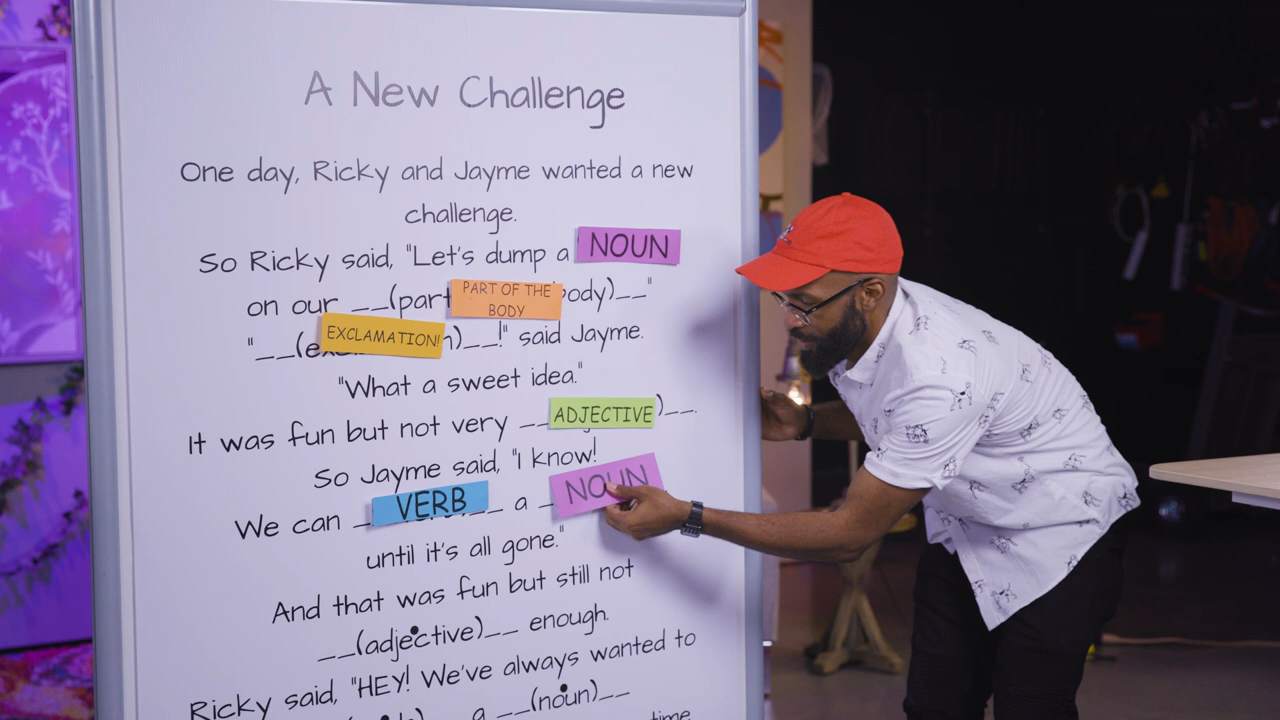 A New Challenge
One day, Ricky and Jayme wanted a new
challenge.
So Ricky said, "Let's dump a NOUN
on our __(part PART OF THE BODY ody)__"
"__(e EXCLAMATION! n)__!" said Jayme.
"What a sweet idea."
It was fun but not very __ ADJECTIVE )__.
So Jayme said, "I know!
We can _ VERB _ a _ NOUN
until it's all gone."
And that was fun but still not
__(adjective)__ enough.
Ricky said, "HEY! We've always wanted to
a __(noun)__
time